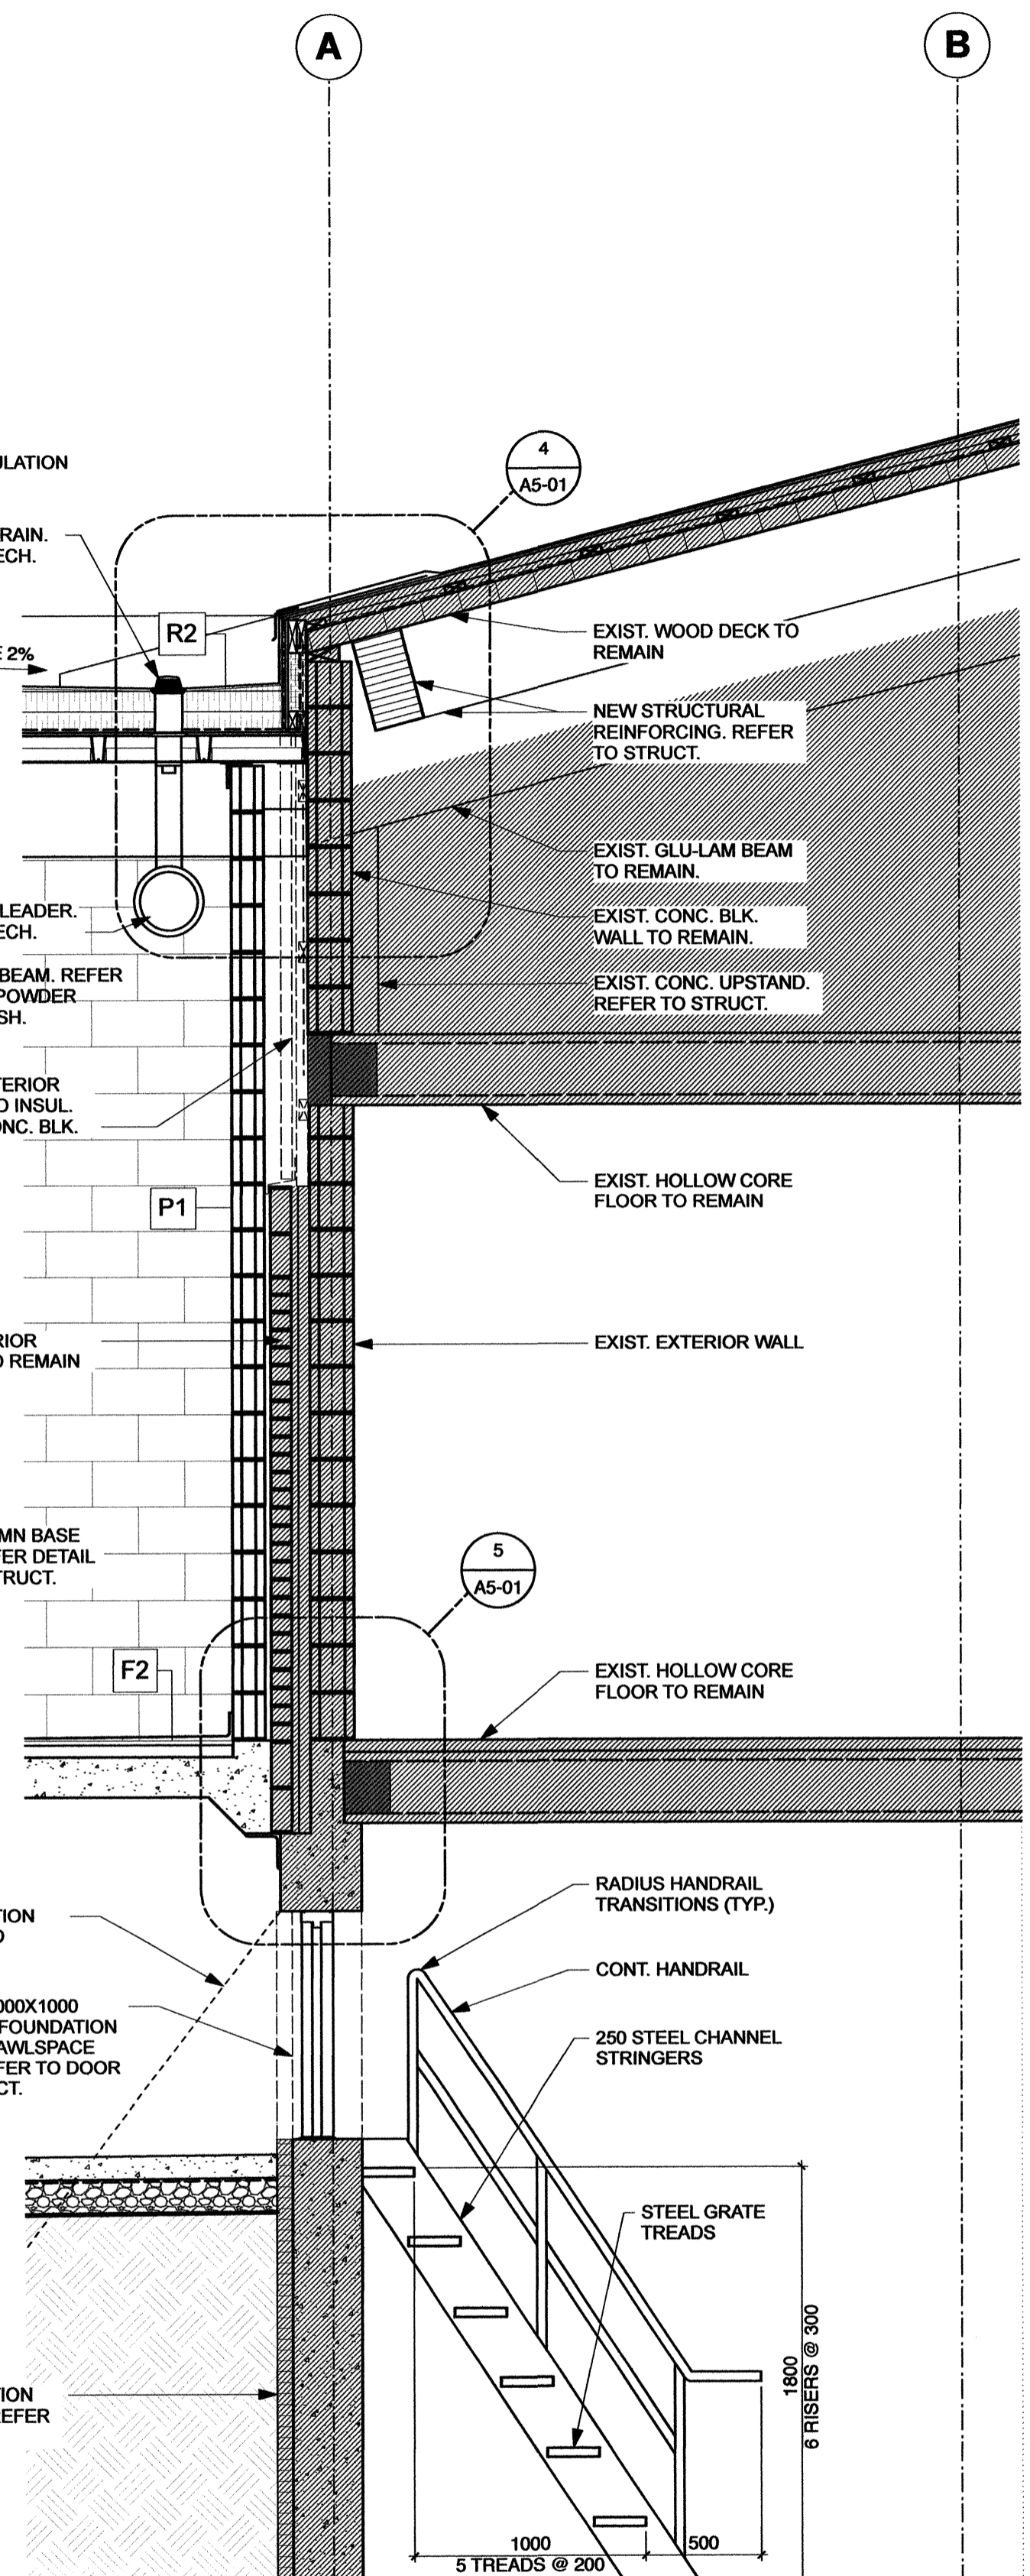 A
B
4
A5-01
ULATION
RAIN.
ECH.
R2
E 2%
EXIST. WOOD DECK TO
REMAIN
NEW STRUCTURAL
REINFORCING. REFER
TO STRUCT.
EXIST. GLU-LAM BEAM
TO REMAIN.
LEADER.
ECH.
EXIST. CONC. BLK.
WALL TO REMAIN.
BEAM. REFER
POWDER
SH.
EXIST. CONC. UPSTAND.
REFER TO STRUCT.
TERIOR
D INSUL.
ONC. BLK.
EXIST. HOLLOW CORE
FLOOR TO REMAIN
P1
RIOR
O REMAIN
EXIST. EXTERIOR WALL
MN BASE
FER DETAIL
TRUCT.
5
A5-01
F2
EXIST. HOLLOW CORE
FLOOR TO REMAIN
RADIUS HANDRAIL
TRANSITIONS (TYP.)
TION
D
CONT. HANDRAIL
000X1000
FOUNDATION
AWLSPACE
FER TO DOOR
CT.
250 STEEL CHANNEL
STRINGERS
STEEL GRATE
TREADS
1800
6 RISERS @ 300
TION
REFER
1000
500
5 TREADS @ 200